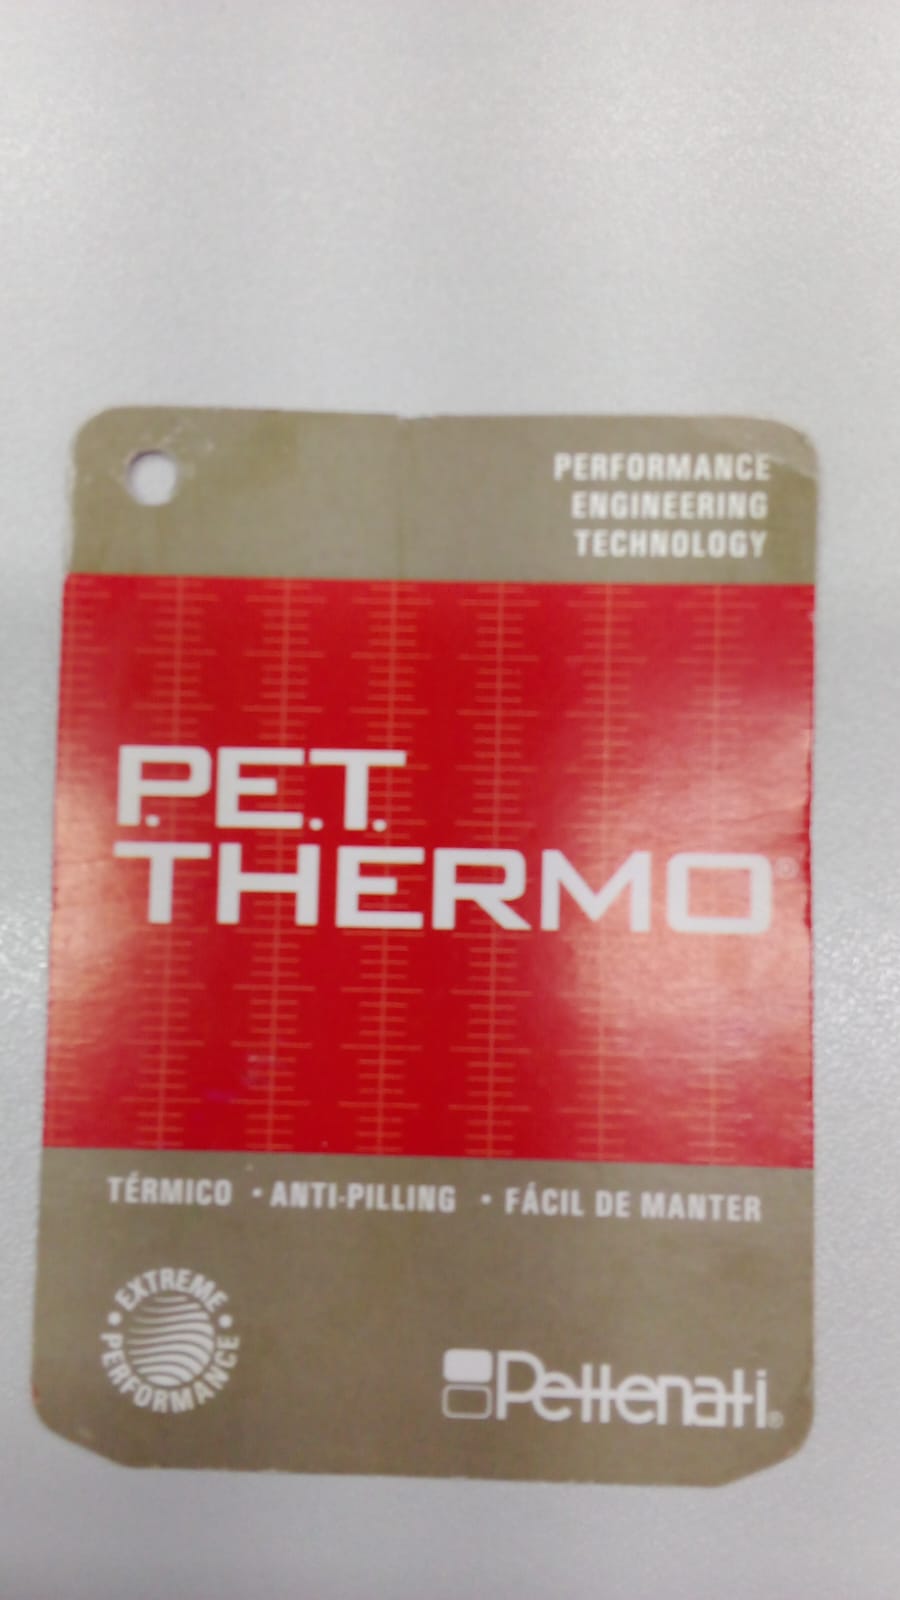 PERFORMANCE
ENGINEERING
TECHNOLOGY
P.E.T.
THERMO®
TÉRMICO • ANTI-PILLING • FÁCIL DE MANTER
EXTREME • PERFORMANCE •
Pettenati®